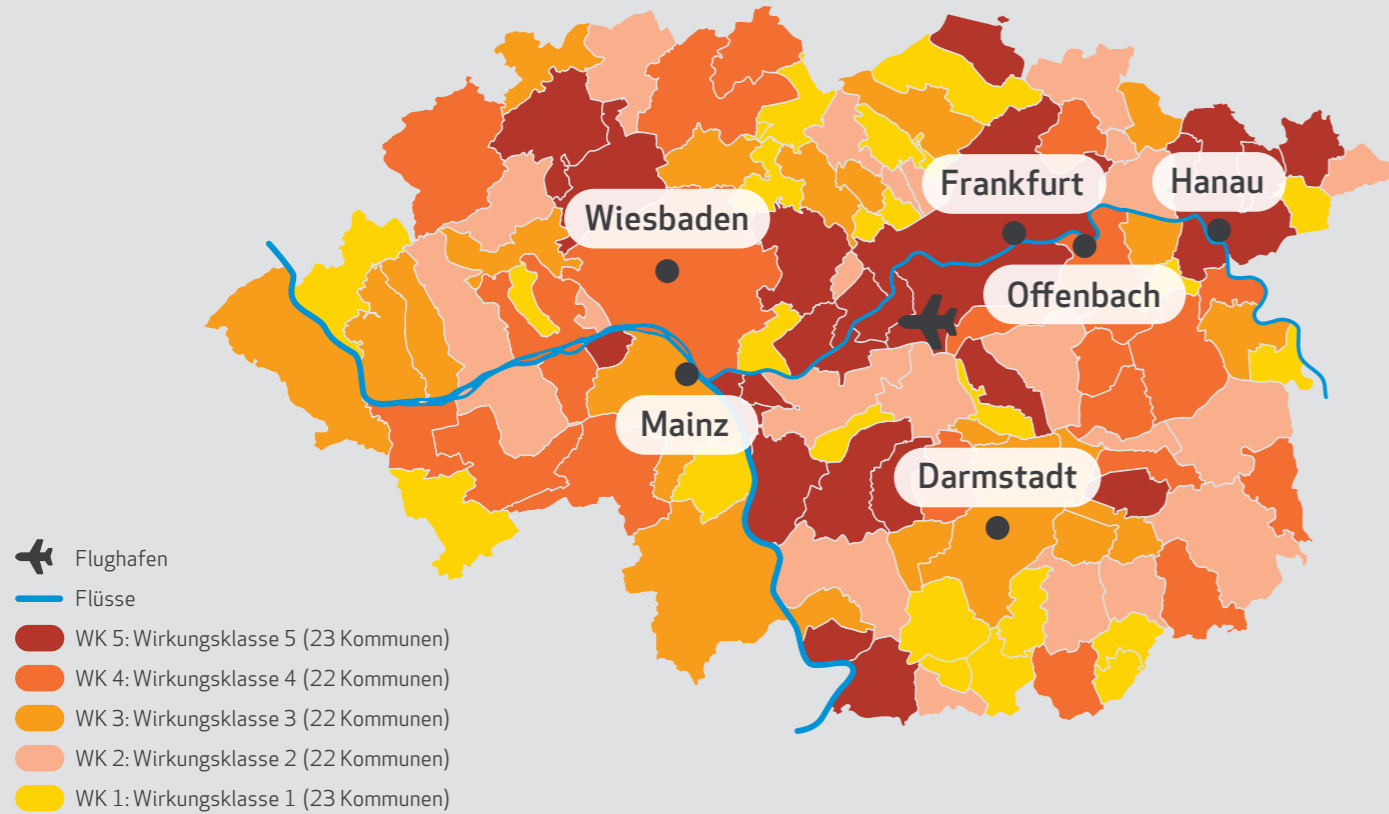 Frankfurt
Hanau
Wiesbaden
Offenbach
Mainz
Darmstadt
Flughafen
Flüsse
WK 5: Wirkungsklasse 5 (23 Kommunen)
WK 4: Wirkungsklasse 4 (22 Kommunen)
WK 3: Wirkungsklasse 3 (22 Kommunen)
WK 2: Wirkungsklasse 2 (22 Kommunen)
WK 1: Wirkungsklasse 1 (23 Kommunen)